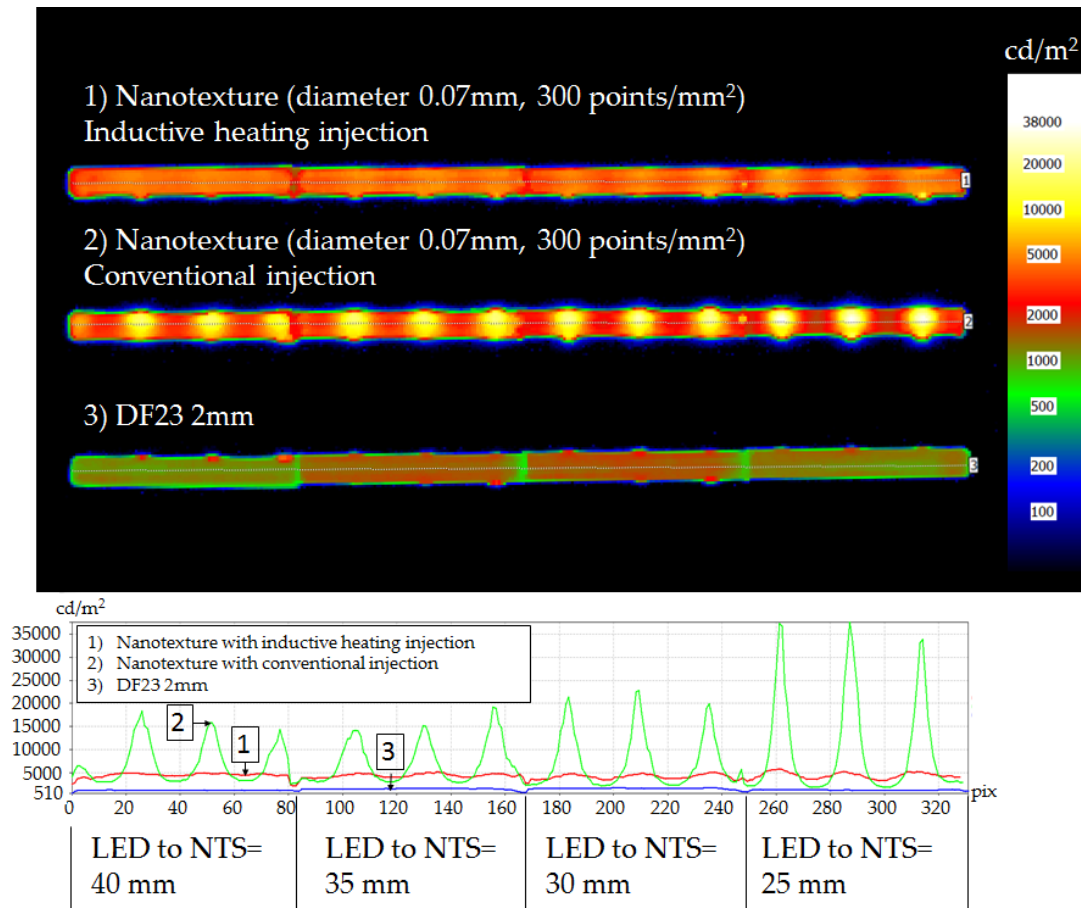 cd/m²
1) Nanotexture (diameter 0.07mm, 300 points/mm²)
Inductive heating injection
1
2) Nanotexture (diameter 0.07mm, 300 points/mm²)
Conventional injection
2
3) DF23 2mm
3
38000
20000
10000
5000
2000
1000
500
200
100
cd/m²
35000
30000
25000
20000
15000
10000
5000
510
1) Nanotexture with inductive heating injection
2) Nanotexture with conventional injection
3) DF23 2mm
2
1
3
0 20 40 60 80 100 120 140 160 180 200 220 240 260 280 300 320 pix
LED to NTS=
40 mm
LED to NTS=
35 mm
LED to NTS=
30 mm
LED to NTS=
25 mm